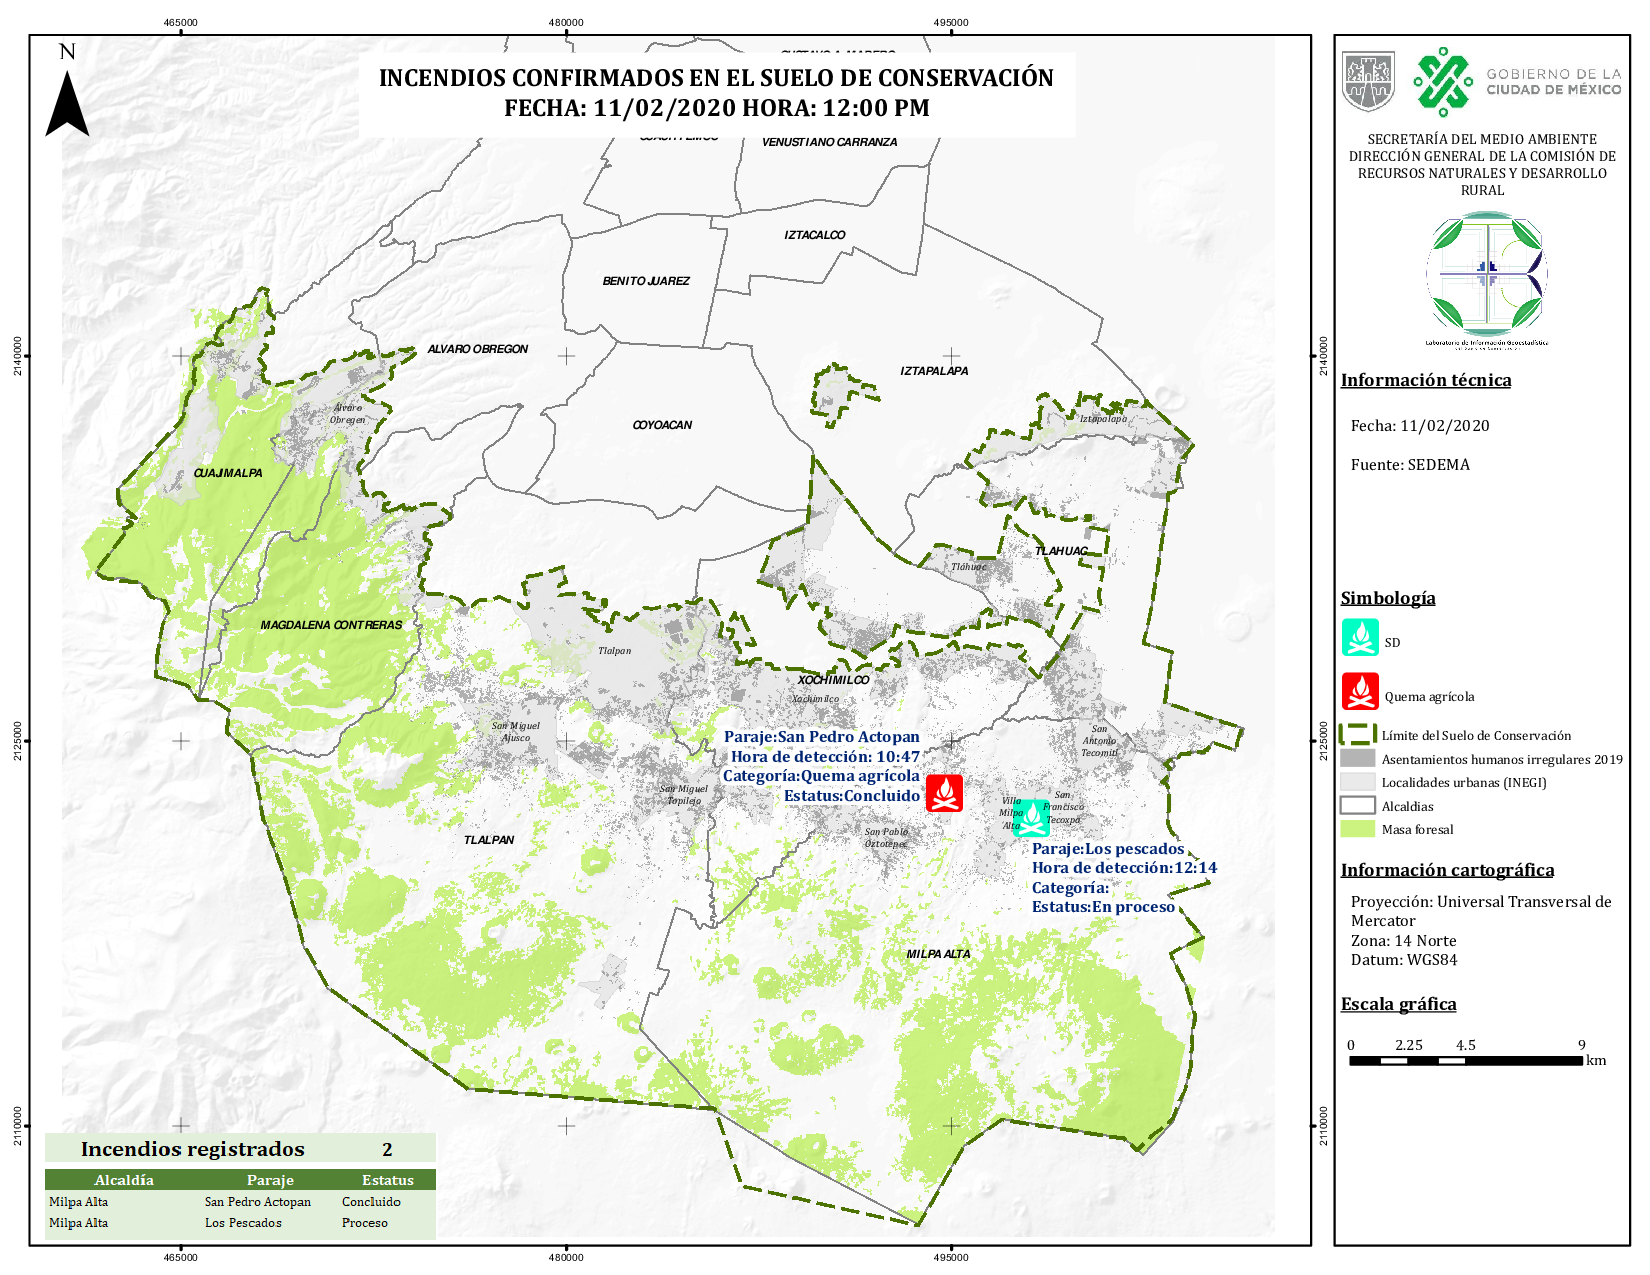 465000
480000
495000
N
INCENDIOS CONFIRMADOS EN EL SUELO DE CONSERVACIÓN
FECHA: 11/02/2020 HORA: 12:00 PM
VENUSTIANO CARRANZA
IZTACALCO
BENITO JUAREZ
2140000
2140000
ALVARO OBREGON
IZTAPALAPA
Álvaro
Obregón
Iztapalapa
COYOACAN
CUAJIMALPA
TLAHUAC
Tláhuac
MAGDALENA CONTRERAS
Tlalpan
XOCHIMILCO
Xochimilco
San Miguel
Ajusco
2125000
2125000
San
Antonio
Tecomitl
Paraje:San Pedro Actopan
Hora de detección: 10:47
Categoría:Quema agrícola
Estatus:Concluido
San Miguel
Topilejo
Villa
Milpa
Alta
San
Francisco
Tecoxpa
San Pablo
Oztotepec
TLALPAN
Paraje:Los pescados
Hora de detección:12:14
Categoría:
Estatus:En proceso
MILPA ALTA
2110000
2110000
Incendios registrados 2
Alcaldía Paraje Estatus
Milpa Alta San Pedro Actopan Concluido
Milpa Alta Los Pescados Proceso
465000
480000
495000
GOBIERNO DE LA
CIUDAD DE MÉXICO
SECRETARÍA DEL MEDIO AMBIENTE
DIRECCIÓN GENERAL DE LA COMISIÓN DE
RECURSOS NATURALES Y DESARROLLO
RURAL
Laboratorio de Información Geoestadística
Información técnica
Fecha: 11/02/2020
Fuente: SEDEMA
Simbología
SD
Quema agrícola
Límite del Suelo de Conservación
Asentamientos humanos irregulares 2019
Localidades urbanas (INEGI)
Alcaldias
Masa foresal
Información cartográfica
Proyección: Universal Transversal de
Mercator
Zona: 14 Norte
Datum: WGS84
Escala gráfica
0 2.25 4.5 9
km